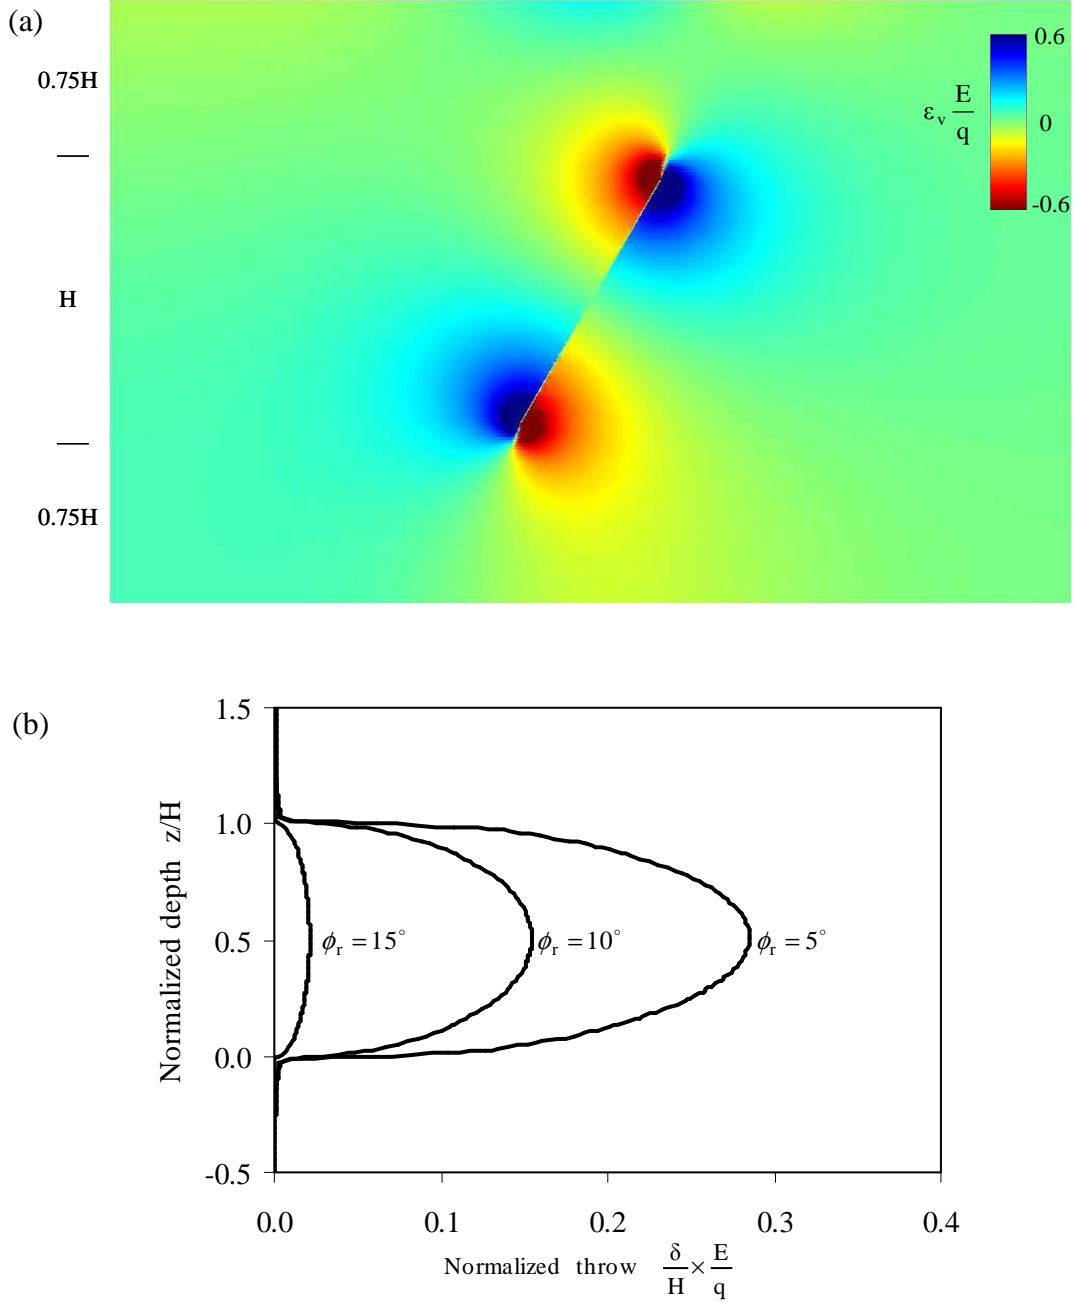 (a)
0.75H
H
0.75H
ε_v E/q
0.6
0
-0.6
(b)
Normalized depth z/H
1.5
1.0
0.5
0.0
-0.5
ϕ_r = 15°
ϕ_r = 10°
ϕ_r = 5°
0.0 0.1 0.2 0.3 0.4
Normalized throw δ/H × E/q